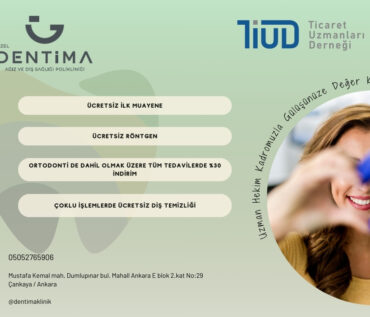 ÖZEL
DENTİMA
AĞIZ VE DİŞ SAĞLIĞI POLİKLİNİĞİ
TİUD
Ticaret
Uzmanları
Derneği
ÜCRETSİZ İLK MUAYENE
ÜCRETSİZ RÖNTGEN
ORTODONTİ DE DAHİL OLMAK ÜZERE TÜM TEDAVİLERDE %30
İNDİRİM
ÇOKLU İŞLEMLERDE ÜCRETSİZ DİŞ TEMİZLİĞİ
Uzman Hekim Kadromuzla Gülüşünüze Değer K
05052765906
Mustafa Kemal mah. Dumlupınar bul. Mahall Ankara E blok 2.kat No:29
Çankaya / Ankara
@dentimaklinik